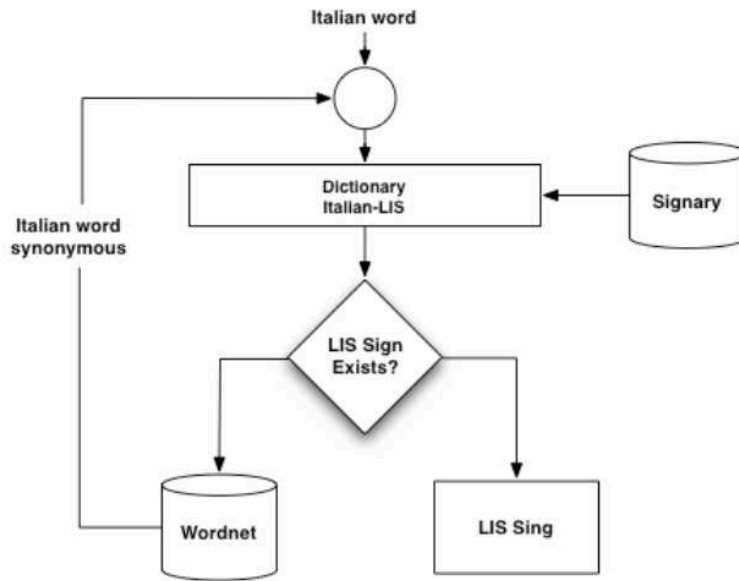 Italian word
Dictionary
Italian-LIS
Signary
Italian word
synonymous
LIS Sign
Exists?
Wordnet
LIS Sing